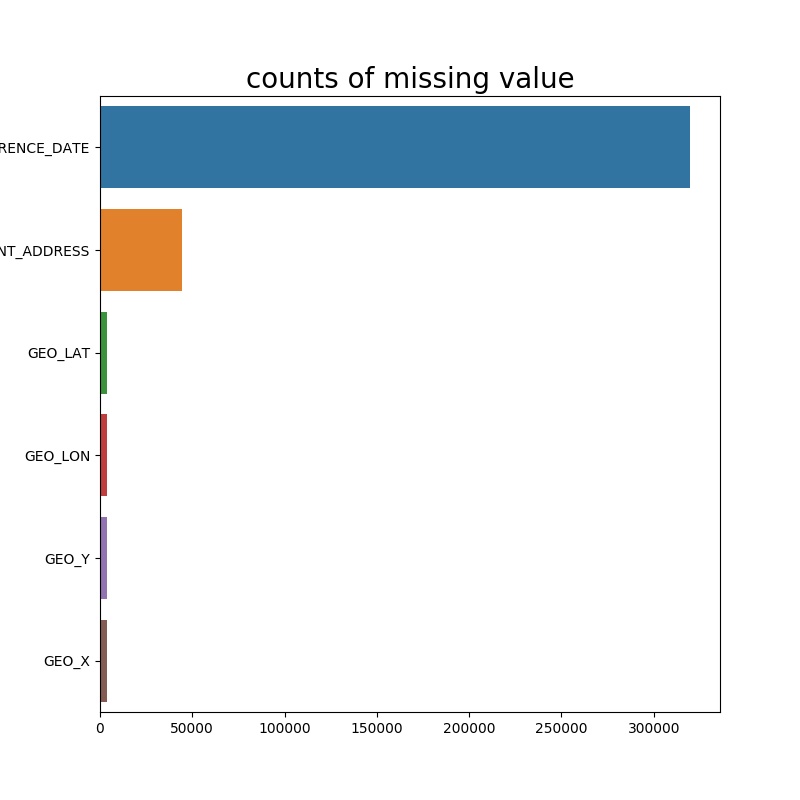 counts of missing value
RENCE_DATE
NT_ADDRESS
GEO_LAT
GEO_LON
GEO_Y
GEO_X
0 50000 100000 150000 200000 250000 300000